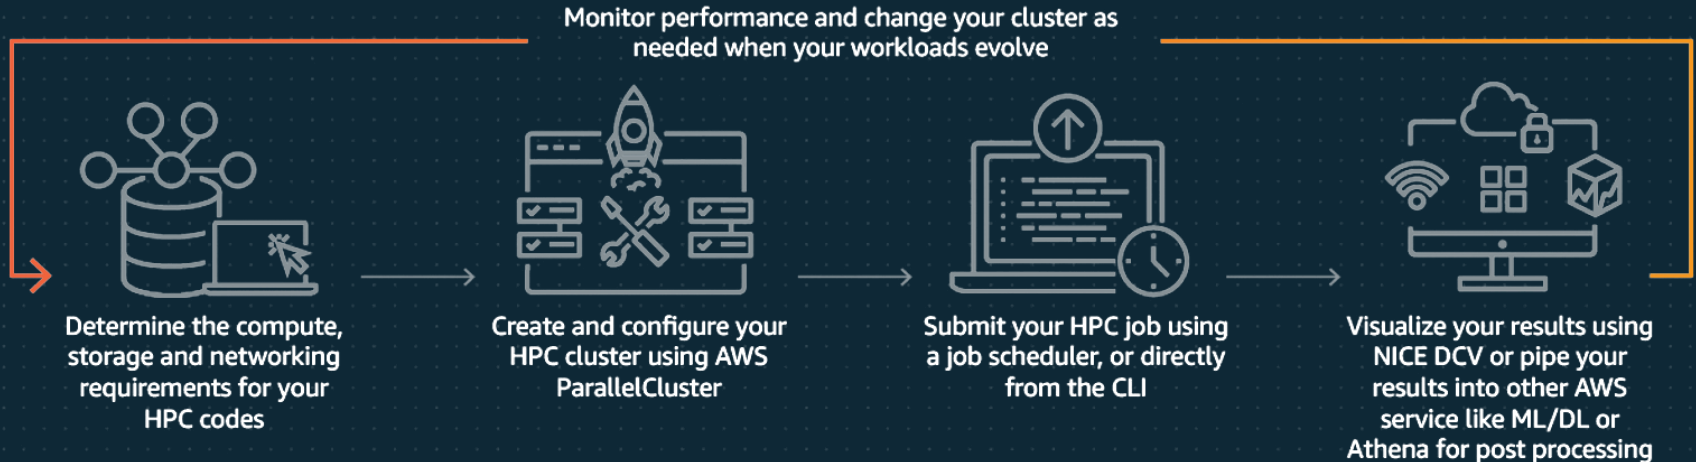 Monitor performance and change your cluster as
needed when your workloads evolve
Determine the compute,
storage and networking
requirements for your
HPC codes
Create and configure your
HPC cluster using AWS
ParallelCluster
Submit your HPC job using
a job scheduler, or directly
from the CLI
Visualize your results using
NICE DCV or pipe your
results into other AWS
service like ML/DL or
Athena for post processing